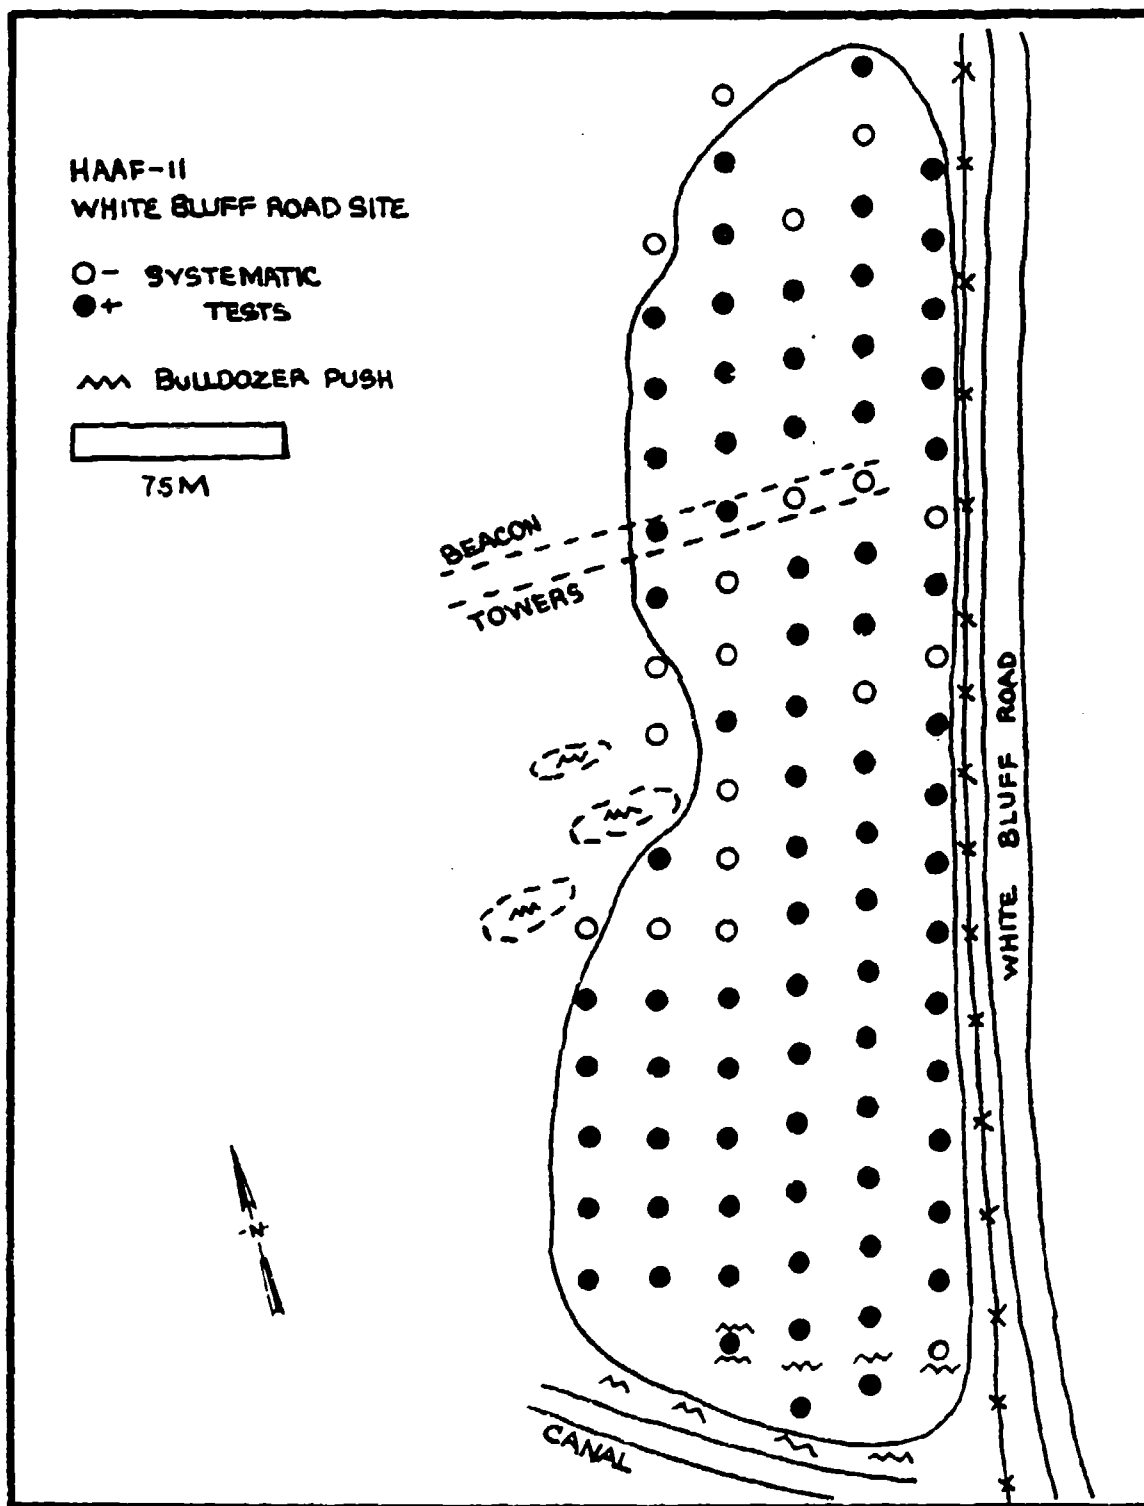 HAAF-11
WHITE BLUFF ROAD SITE
- SYSTEMATIC
+ TESTS
BULLDOZER PUSH
75M
BEACON
TOWERS
WHITE BLUFF ROAD
N
CANAL